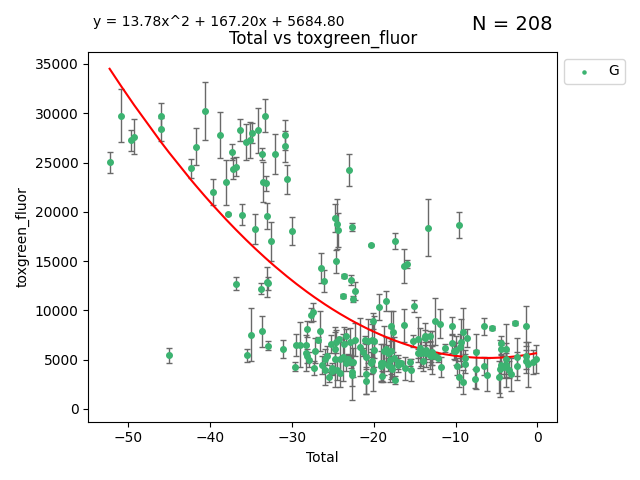 y = 13.78x^2 + 167.20x + 5684.80
N = 208
Total vs toxgreen_fluor
G
35000
30000
25000
20000
15000
10000
5000
0
toxgreen_fluor
−50
−40
−30
−20
−10
0
Total